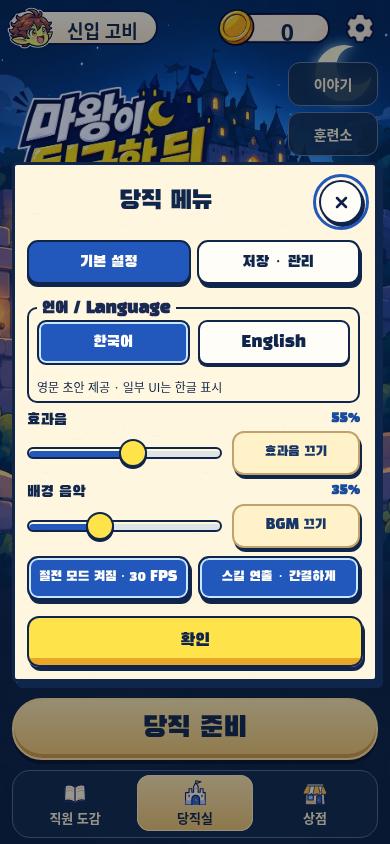 신입 고비
0
이야기
훈련소
마왕이
퇴근한 뒤
당직 메뉴
×
기본 설정
저장 · 관리
언어 / Language
한국어
English
영문 초안 제공 · 일부 UI는 한글 표시
효과음
55%
효과음 끄기
배경 음악
35%
BGM 끄기
절전 모드 켜짐 · 30 FPS
스킬 연출 · 간결하게
확인
당직 준비
직원 도감
당직실
상점